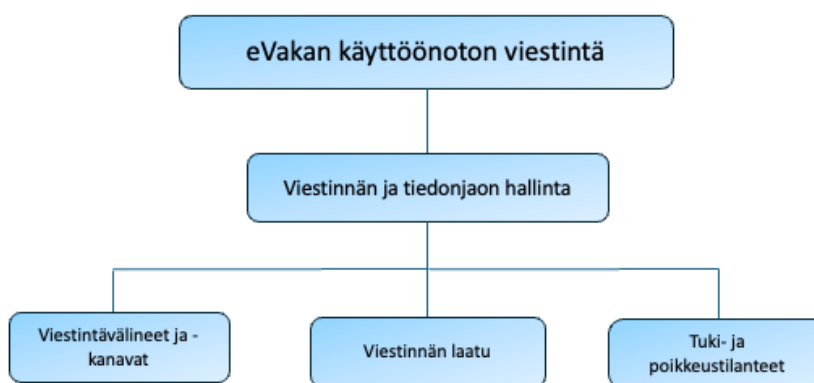 eVakan käyttöönoton viestintä
Viestinnän ja tiedonjaon hallinta
Viestintävälineet ja -
kanavat
Viestinnän laatu
Tuki- ja
poikkeustilanteet